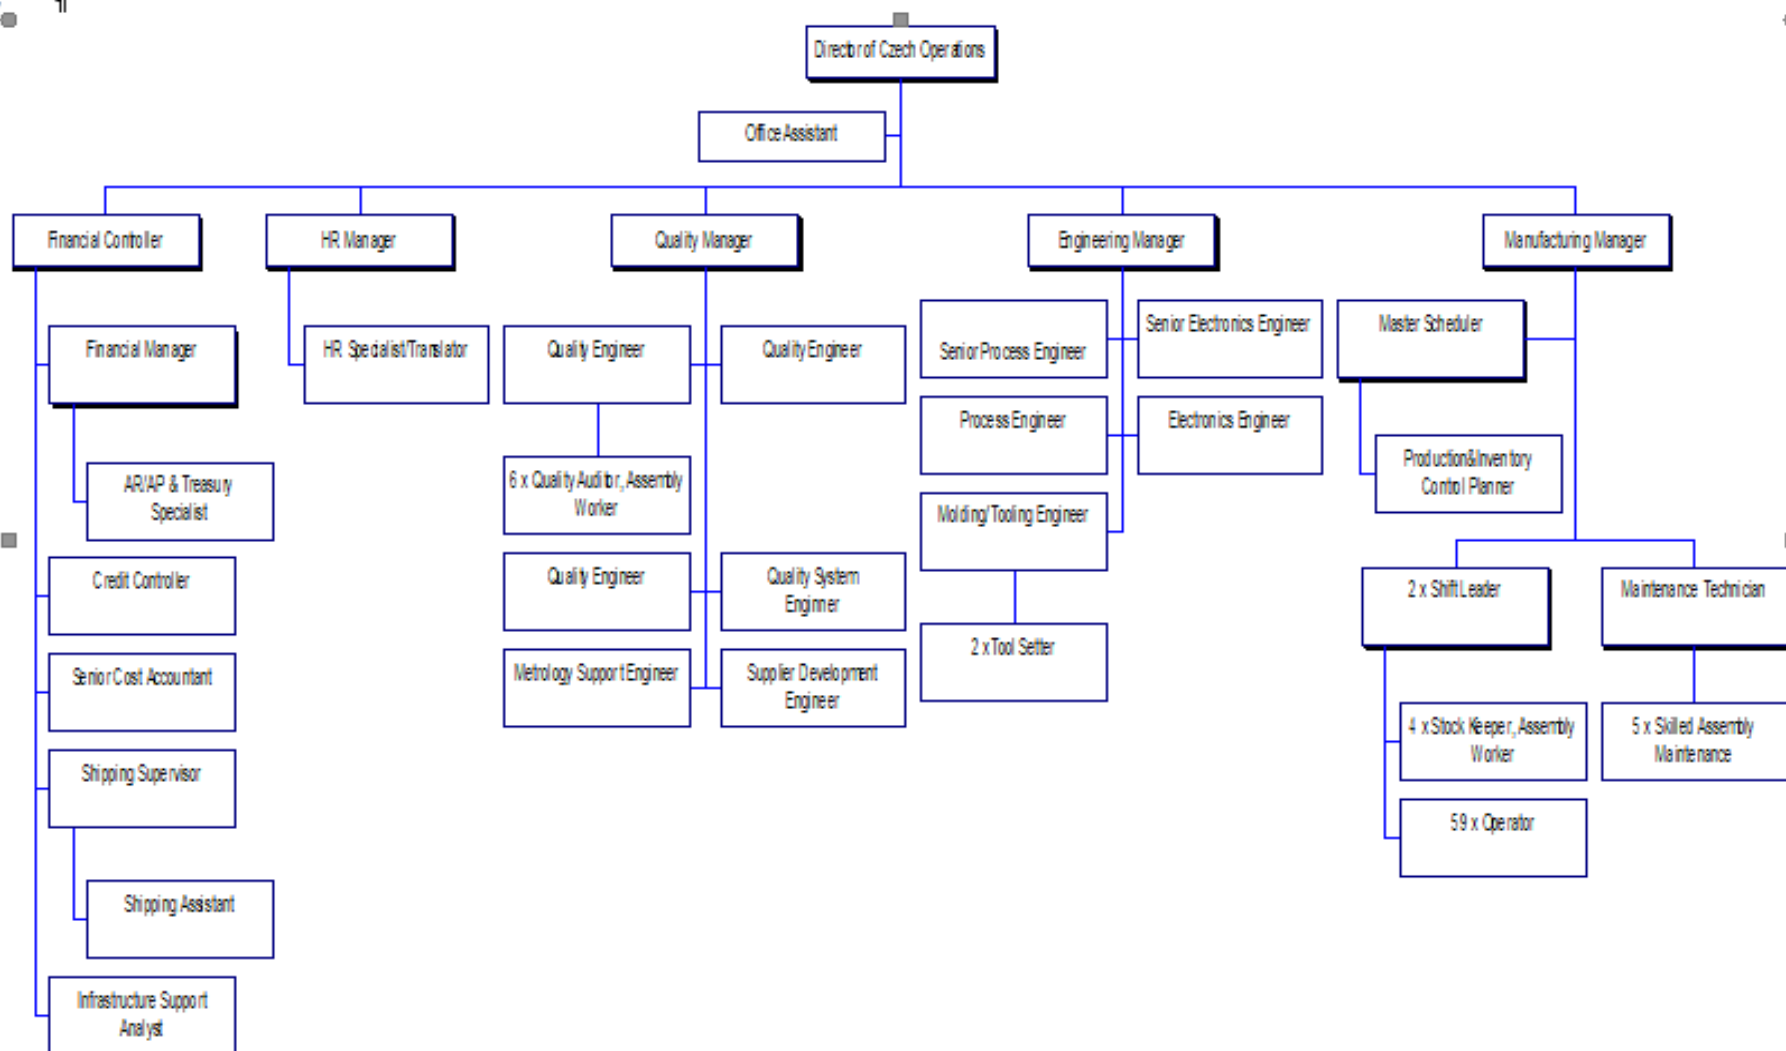 ¶
Director of Czech Operations
Office Assistant
Financial Controller
HR Manager
Quality Manager
Engineering Manager
Manufacturing Manager
Financial Manager
AR/AP & Treasury
Specialist
Credit Controller
Senior Cost Accountant
Shipping Supervisor
Shipping Assistant
Infrastructure Support
Analyst
HR Specialist/Translator
Quality Engineer
Quality Engineer
6 x Quality Auditor, Assembly
Worker
Quality Engineer
Quality System
Enginner
Metrology Support Engineer
Supplier Development
Engineer
Senior Process Engineer
Senior Electronics Engineer
Process Engineer
Electronics Engineer
Molding/Tooling Engineer
2 x Tool Setter
Master Scheduler
Production&Inventory
Control Planner
2 x Shift Leader
Maintenance Technician
4 x Stock Keeper, Assembly
Worker
5 x Skilled Assembly
Maintenance
59 x Operator